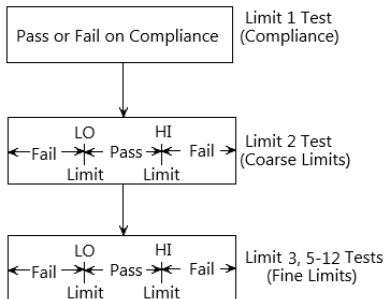 Limit 1 Test
Pass or Fail on Compliance
(Compliance)
LO
HI
Limit 2 Test
Fail
Pass
Fail
(Coarse Limits)
Limit
Limit
LO
HI
Limit 3, 5-12 Tests
Fail
Pass
Fail
(Fine Limits)
Limit
Limit